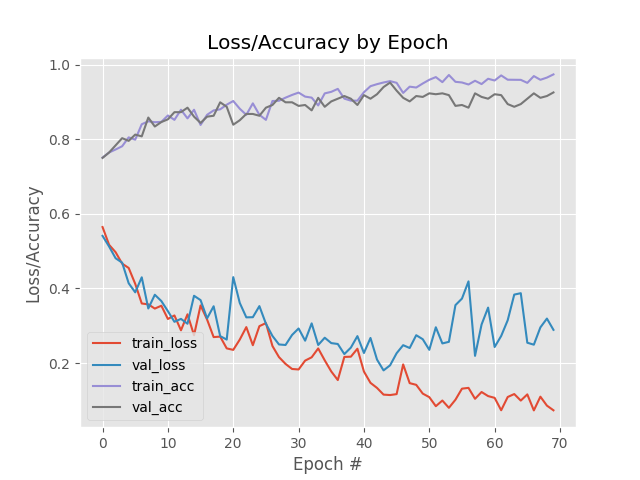 Loss/Accuracy by Epoch
1.0
0.8
0.6
0.4
0.2
Loss/Accuracy
train_loss
val_loss
train_acc
val_acc
0 10 20 30 40 50 60 70
Epoch #